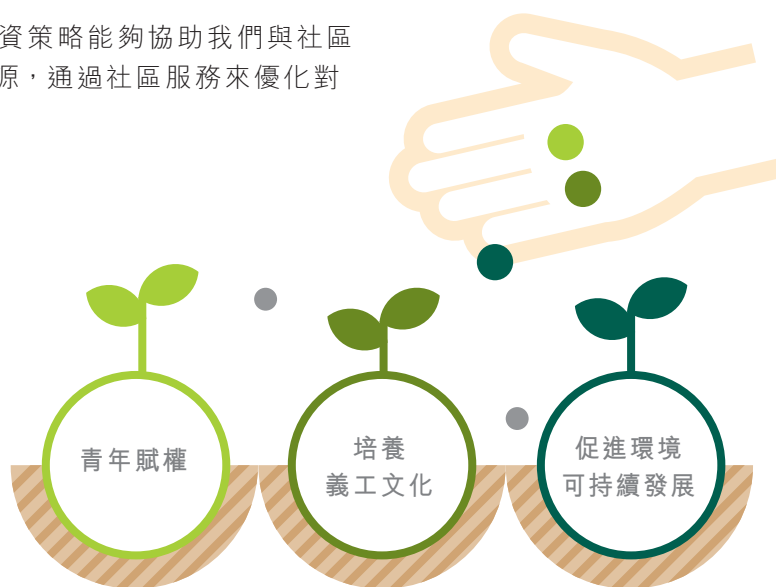 資策略能夠協助我們與社區
源，通過社區服務來優化對
青年賦權
培養
義工文化
促進環境
可持續發展